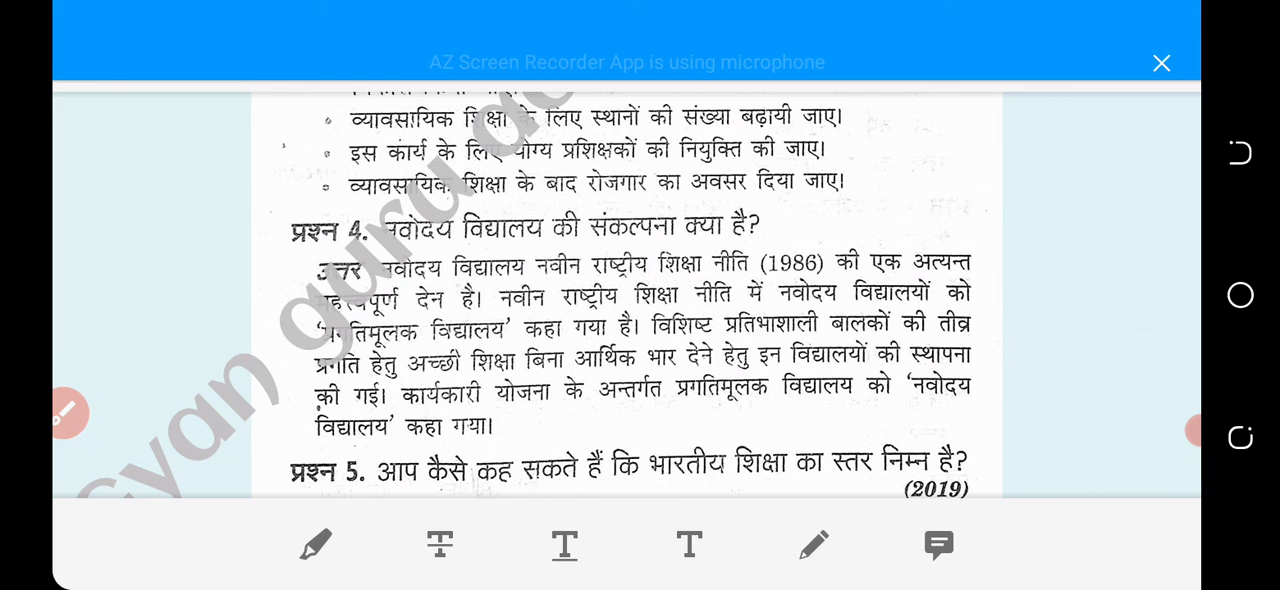 AZ Screen Recorder App is using microphone
• व्यावसायिक शिक्षा के लिए स्थानों की संख्या बढ़ायी जाए।
• इस कार्य के लिए योग्य प्रशिक्षकों की नियुक्ति की जाए।
• व्यावसायिक शिक्षा के बाद रोजगार का अवसर दिया जाए।
प्रश्न 4. नवोदय विद्यालय की संकल्पना क्या है?
उत्तर नवोदय विद्यालय नवीन राष्ट्रीय शिक्षा नीति (1986) की एक अत्यन्त
महत्त्वपूर्ण देन है। नवीन राष्ट्रीय शिक्षा नीति में नवोदय विद्यालयों को
‘प्रगतिमूलक विद्यालय’ कहा गया है। विशिष्ट प्रतिभाशाली बालकों की तीव्र
प्रगति हेतु अच्छी शिक्षा बिना आर्थिक भार देने हेतु इन विद्यालयों की स्थापना
की गई। कार्यकारी योजना के अन्तर्गत प्रगतिमूलक विद्यालय को ‘नवोदय
विद्यालय’ कहा गया।
प्रश्न 5. आप कैसे कह सकते हैं कि भारतीय शिक्षा का स्तर निम्न है?
(2019)
Gyan guru